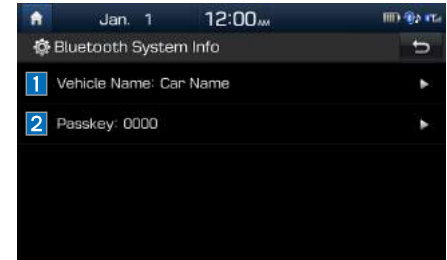 Jan. 1 12:00AM
Bluetooth System Info
1 Vehicle Name: Car Name
2 Passkey: 0000